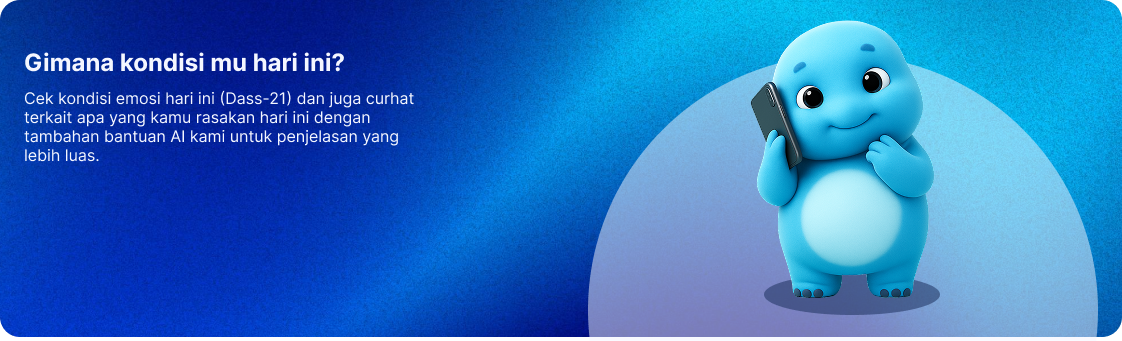 Gimana kondisi mu hari ini?
Cek kondisi emosi hari ini (Dass-21) dan juga curhat
terkait apa yang kamu rasakan hari ini dengan
tambahan bantuan AI kami untuk penjelasan yang
lebih luas.